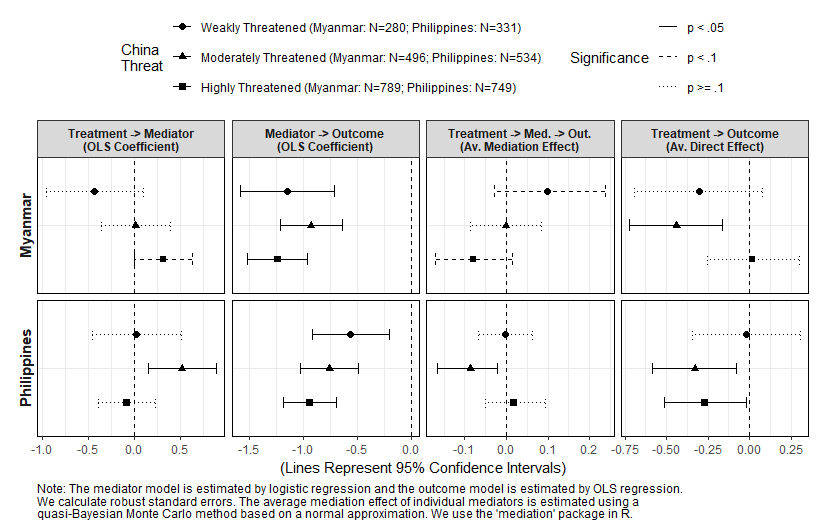 China
Threat
Weakly Threatened (Myanmar: N=280; Philippines: N=331)
Moderately Threatened (Myanmar: N=496; Philippines: N=534)
Highly Threatened (Myanmar: N=789; Philippines: N=749)
Significance
p < .05
p < .1
p >= .1
Treatment -> Mediator
(OLS Coefficient)
Mediator -> Outcome
(OLS Coefficient)
Treatment -> Med. -> Out.
(Av. Mediation Effect)
Treatment -> Outcome
(Av. Direct Effect)
Myanmar
Philippines
-1.0 -0.5 0.0 0.5
-1.5 -1.0 -0.5 0.0
-0.1 0.0 0.1 0.2
-0.75 -0.50 -0.25 0.00 0.25
(Lines Represent 95% Confidence Intervals)
Note: The mediator model is estimated by logistic regression and the outcome model is estimated by OLS regression.
We calculate robust standard errors. The average mediation effect of individual mediators is estimated using a
quasi-Bayesian Monte Carlo method based on a normal approximation. We use the 'mediation' package in R.